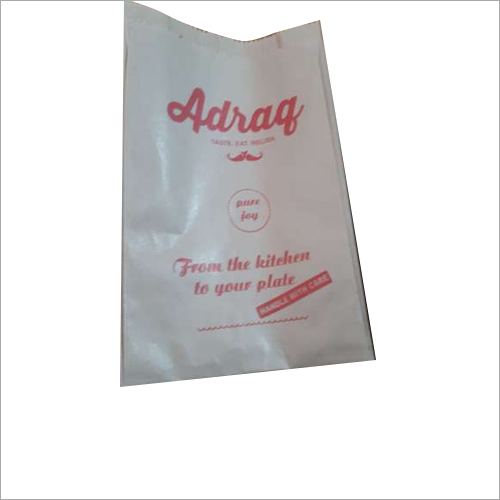 Adraq
TASTE EAT RELISH
pure
joy
From the kitchen
to your plate
HANDLE WITH CARE